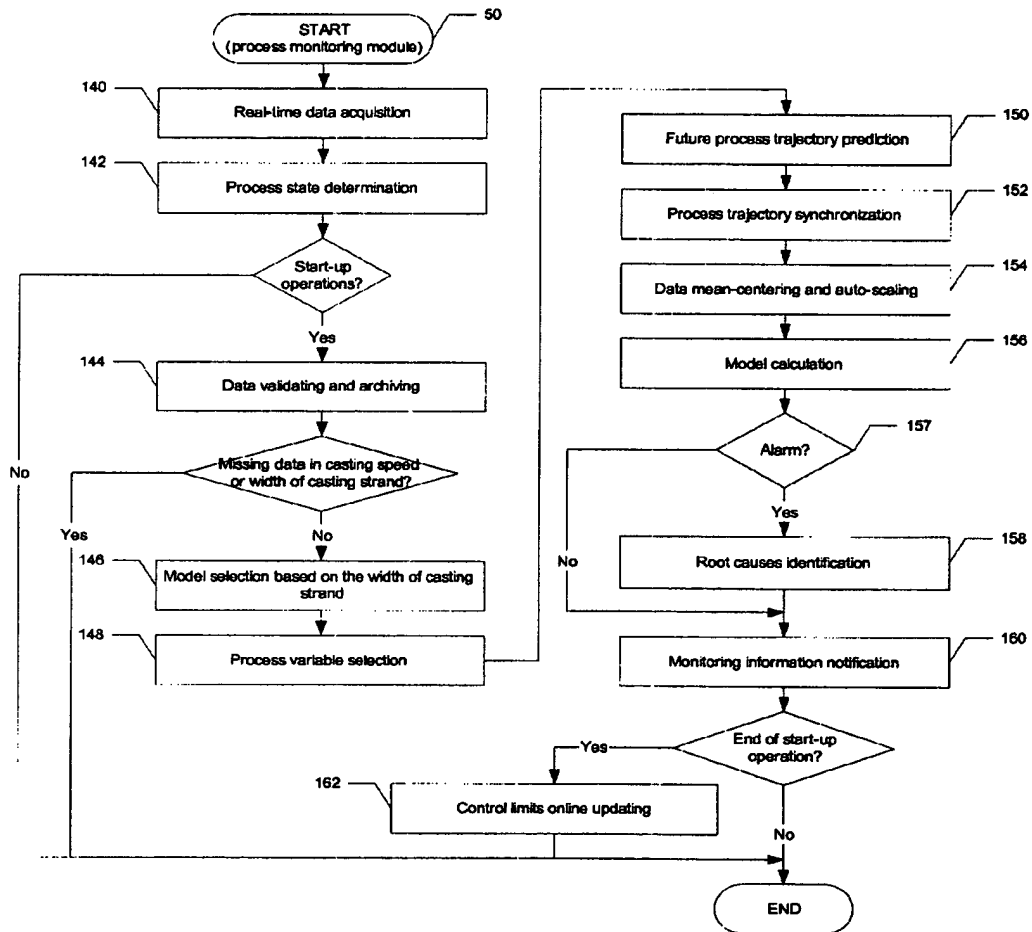 START
(process monitoring module)
50
140
Real-time data acquisition
142
Process state determination
Start-up
operations?
Yes
No
144
Data validating and archiving
Missing data in casting speed
or width of casting strand?
Yes
No
146
Model selection based on the width of casting
strand
148
Process variable selection
150
Future process trajectory prediction
152
Process trajectory synchronization
154
Data mean-centering and auto-scaling
156
Model calculation
157
Alarm?
Yes
No
158
Root causes identification
160
Monitoring information notification
End of start-up
operation?
Yes
No
162
Control limits online updating
END